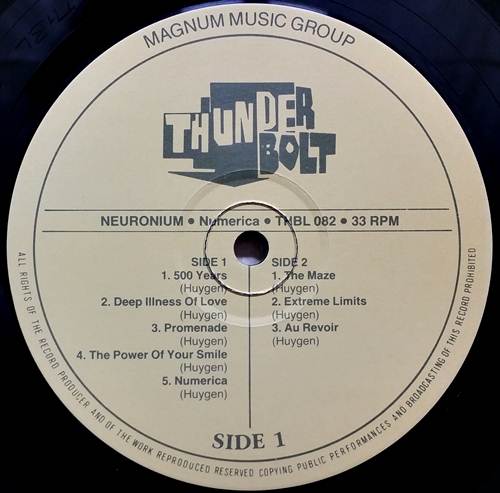 MAGNUM MUSIC GROUP
THUNDER
BOLT
NEURONIUM ● Numerica ● THBL 082 ● 33 RPM
SIDE 1
1. 500 Years
(Huygen)
2. Deep Illness Of Love
(Huygen)
3. Promenade
(Huygen)
4. The Power Of Your Smile
(Huygen)
5. Numerica
(Huygen)
SIDE 2
1. The Maze
(Huygen)
2. Extreme Limits
(Huygen)
3. Au Revoir
(Huygen)
SIDE 1
ALL RIGHTS OF THE RECORD PRODUCER AND OF THE WORK REPRODUCED RESERVED COPYING PUBLIC PERFORMANCES AND BROADCASTING OF THIS RECORD PROHIBITED